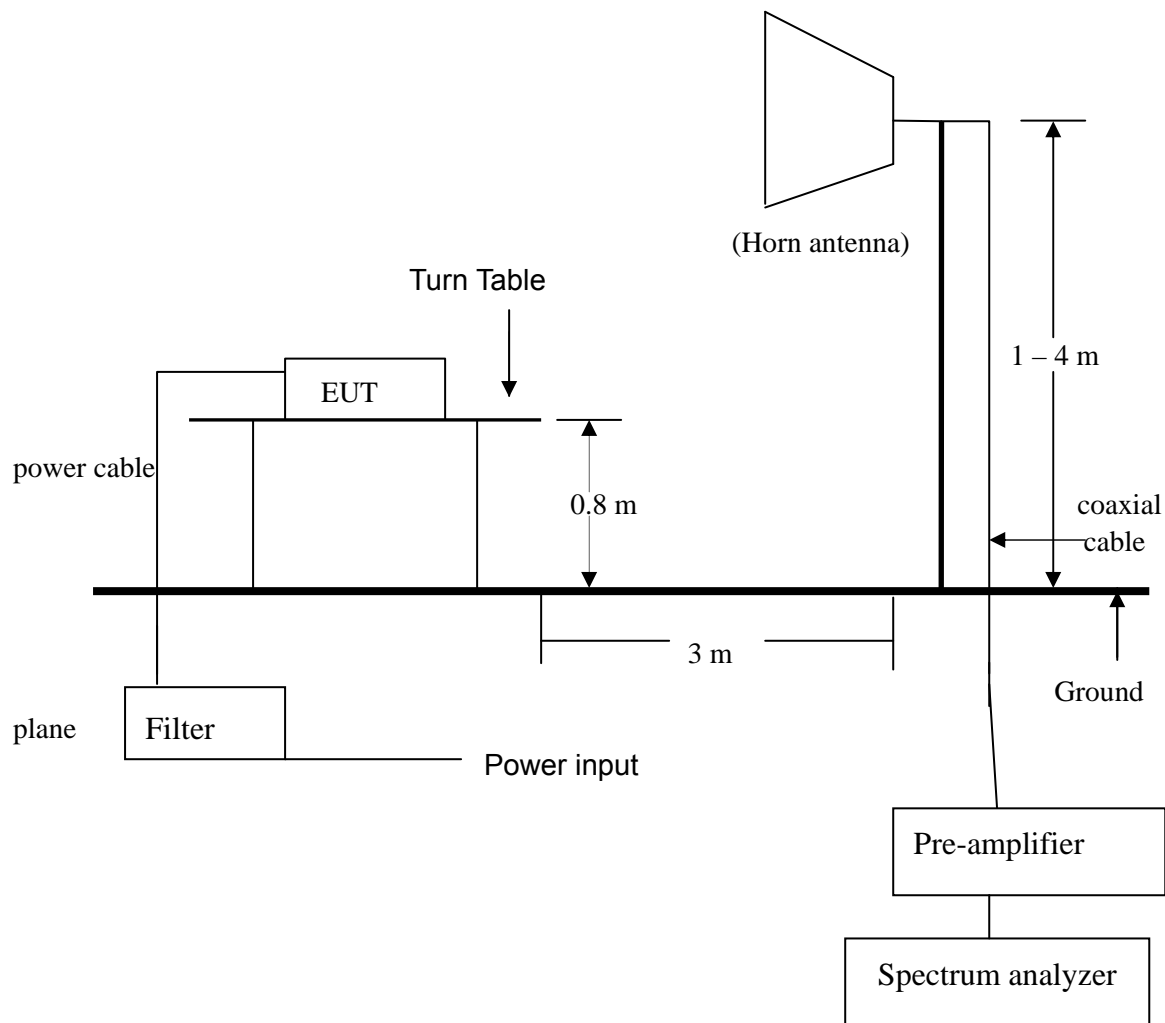 (Horn antenna)
Turn Table
1 – 4 m
EUT
power cable
0.8 m
coaxial
cable
3 m
Ground
plane
Filter
Power input
Pre-amplifier
Spectrum analyzer